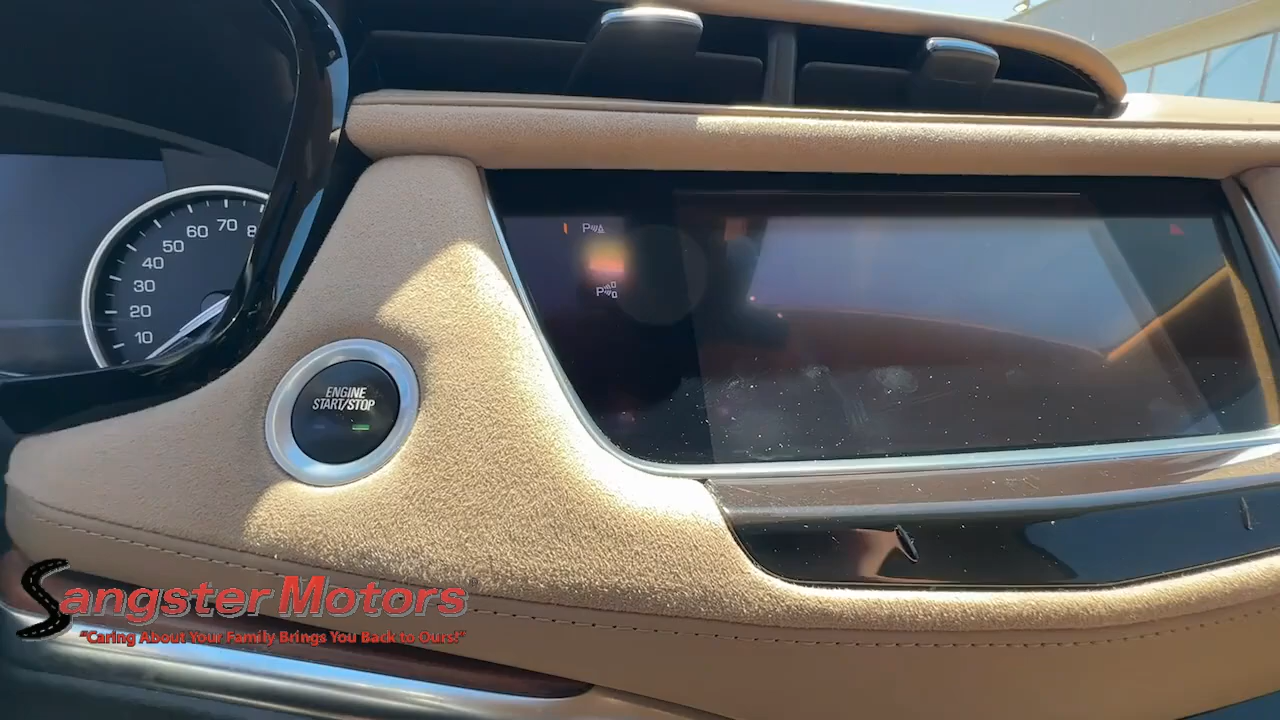 70
60
8
50
40
30
20
10
P
P
ENGINE
START/STOP
Sangster Motors
"Caring About Your Family Brings You Back to Ours!"